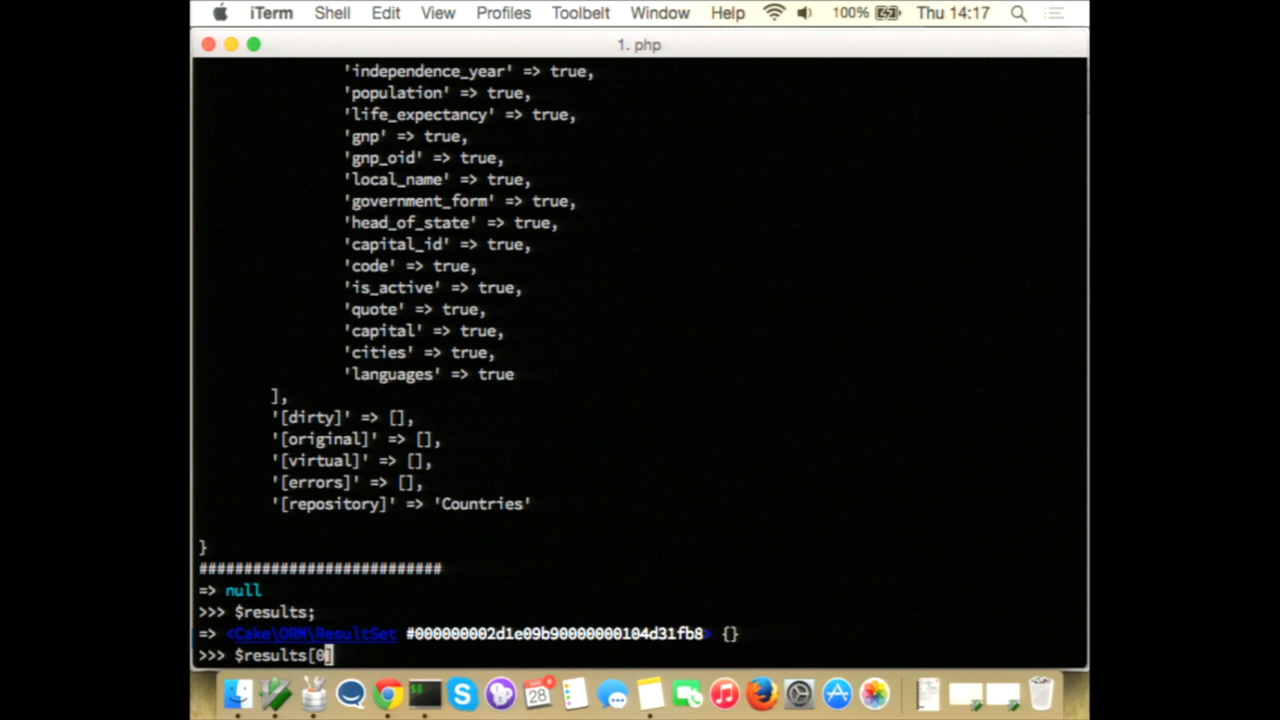 iTerm Shell Edit View Profiles Toolbelt Window Help 100% Thu 14:17
1. php
'independence_year' => true,
'population' => true,
'life_expectancy' => true,
'gnp' => true,
'gnp_oid' => true,
'local_name' => true,
'government_form' => true,
'head_of_state' => true,
'capital_id' => true,
'code' => true,
'is_active' => true,
'quote' => true,
'capital' => true,
'cities' => true,
'languages' => true
],
'[dirty]' => [],
'[original]' => [],
'[virtual]' => [],
'[errors]' => [],
'[repository]' => 'Countries'
}
###########################
=> null
>>> $results;
=> <Cake\ORM\ResultSet #000000002d1e09b90000000104d31fb8> {}
>>> $results[0]
28